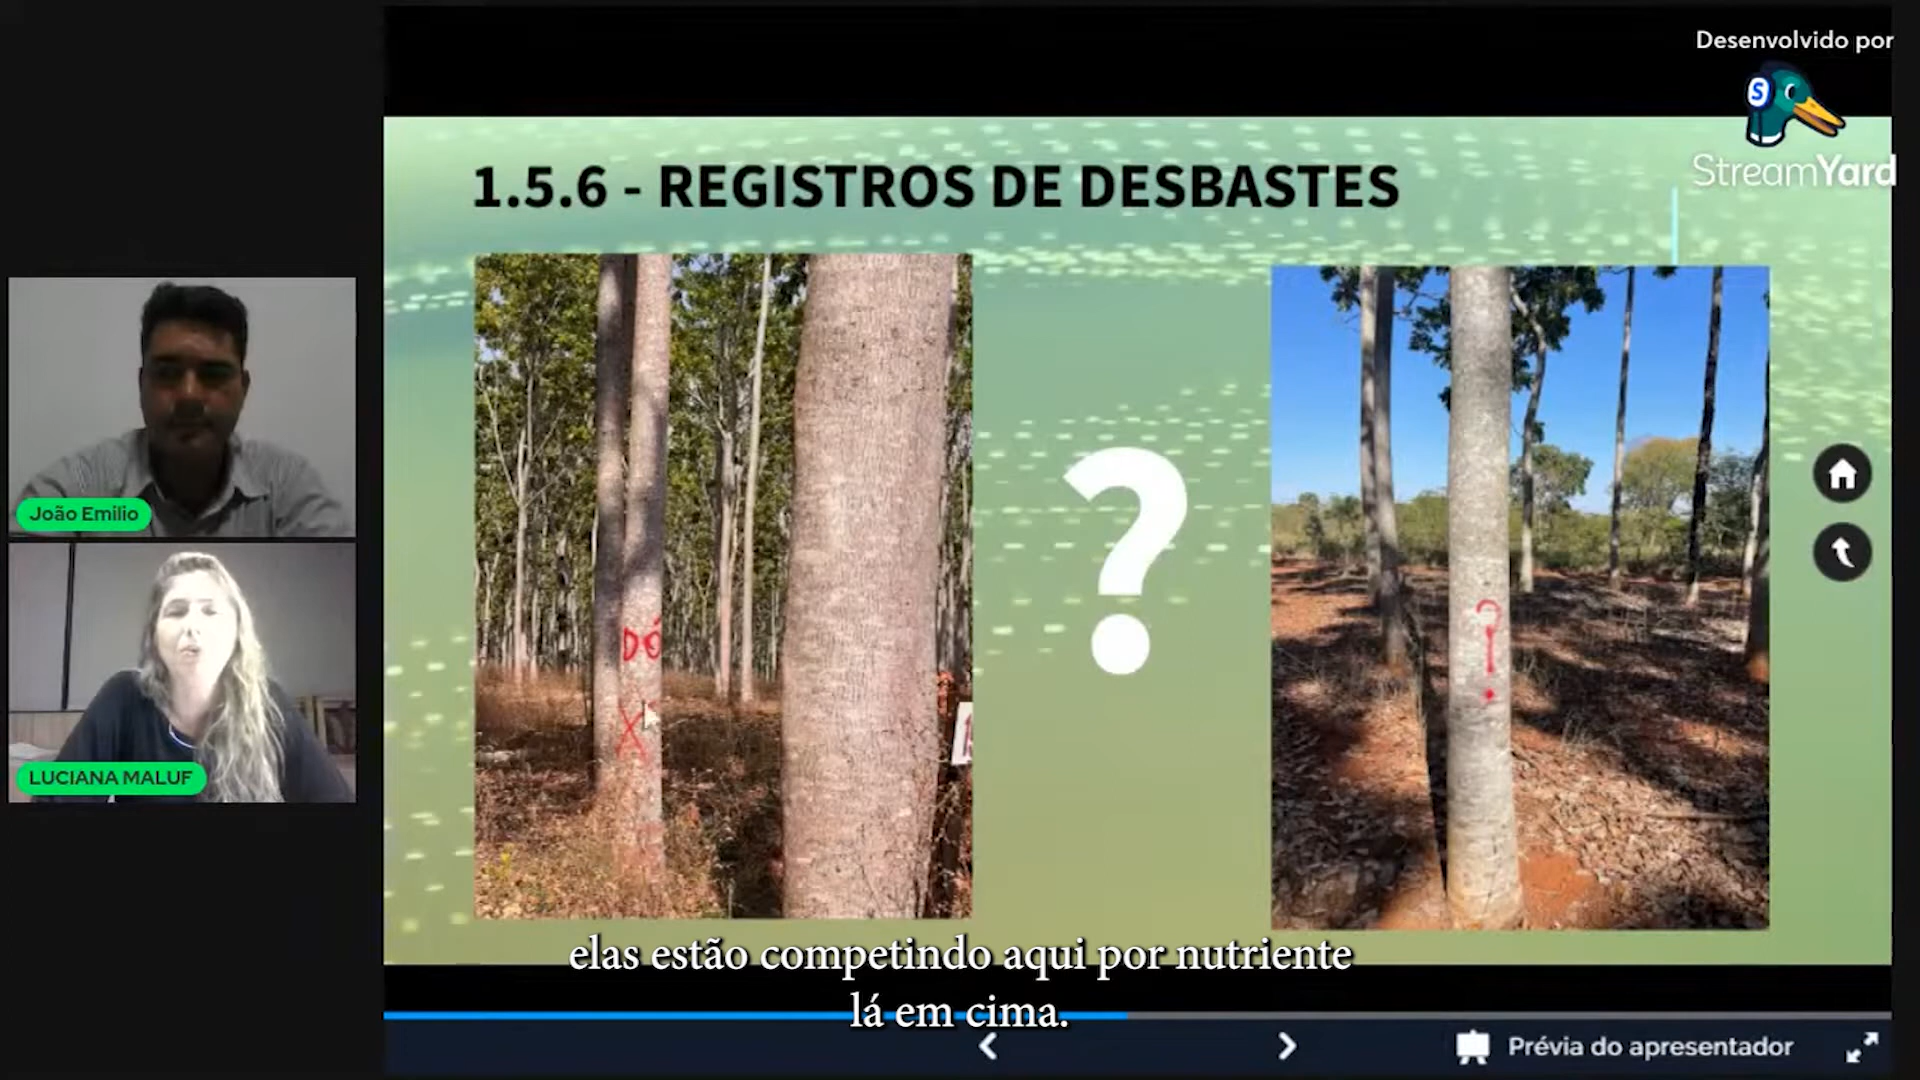 Desenvolvido por
StreamYard
1.5.6 - REGISTROS DE DESBASTES
DÓ
X
?
?
João Emilio
LUCIANA MALUF
elas estão competindo aqui por nutriente
lá em cima.
Prévia do apresentador